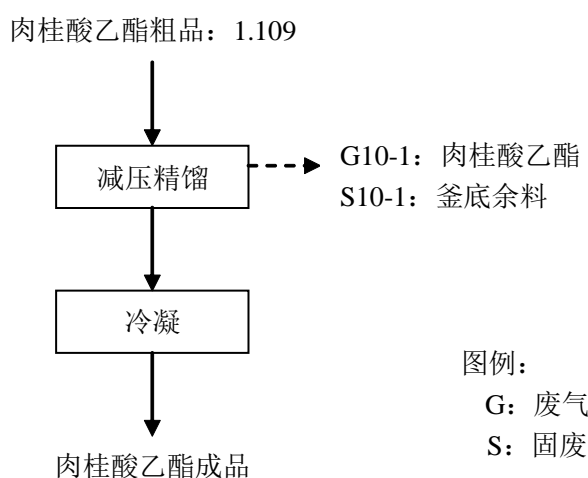 肉桂酸乙酯粗品：1.109
减压精馏
G10-1：肉桂酸乙酯
S10-1：釜底余料
冷凝
图例：
G：废气
S：固废
肉桂酸乙酯成品